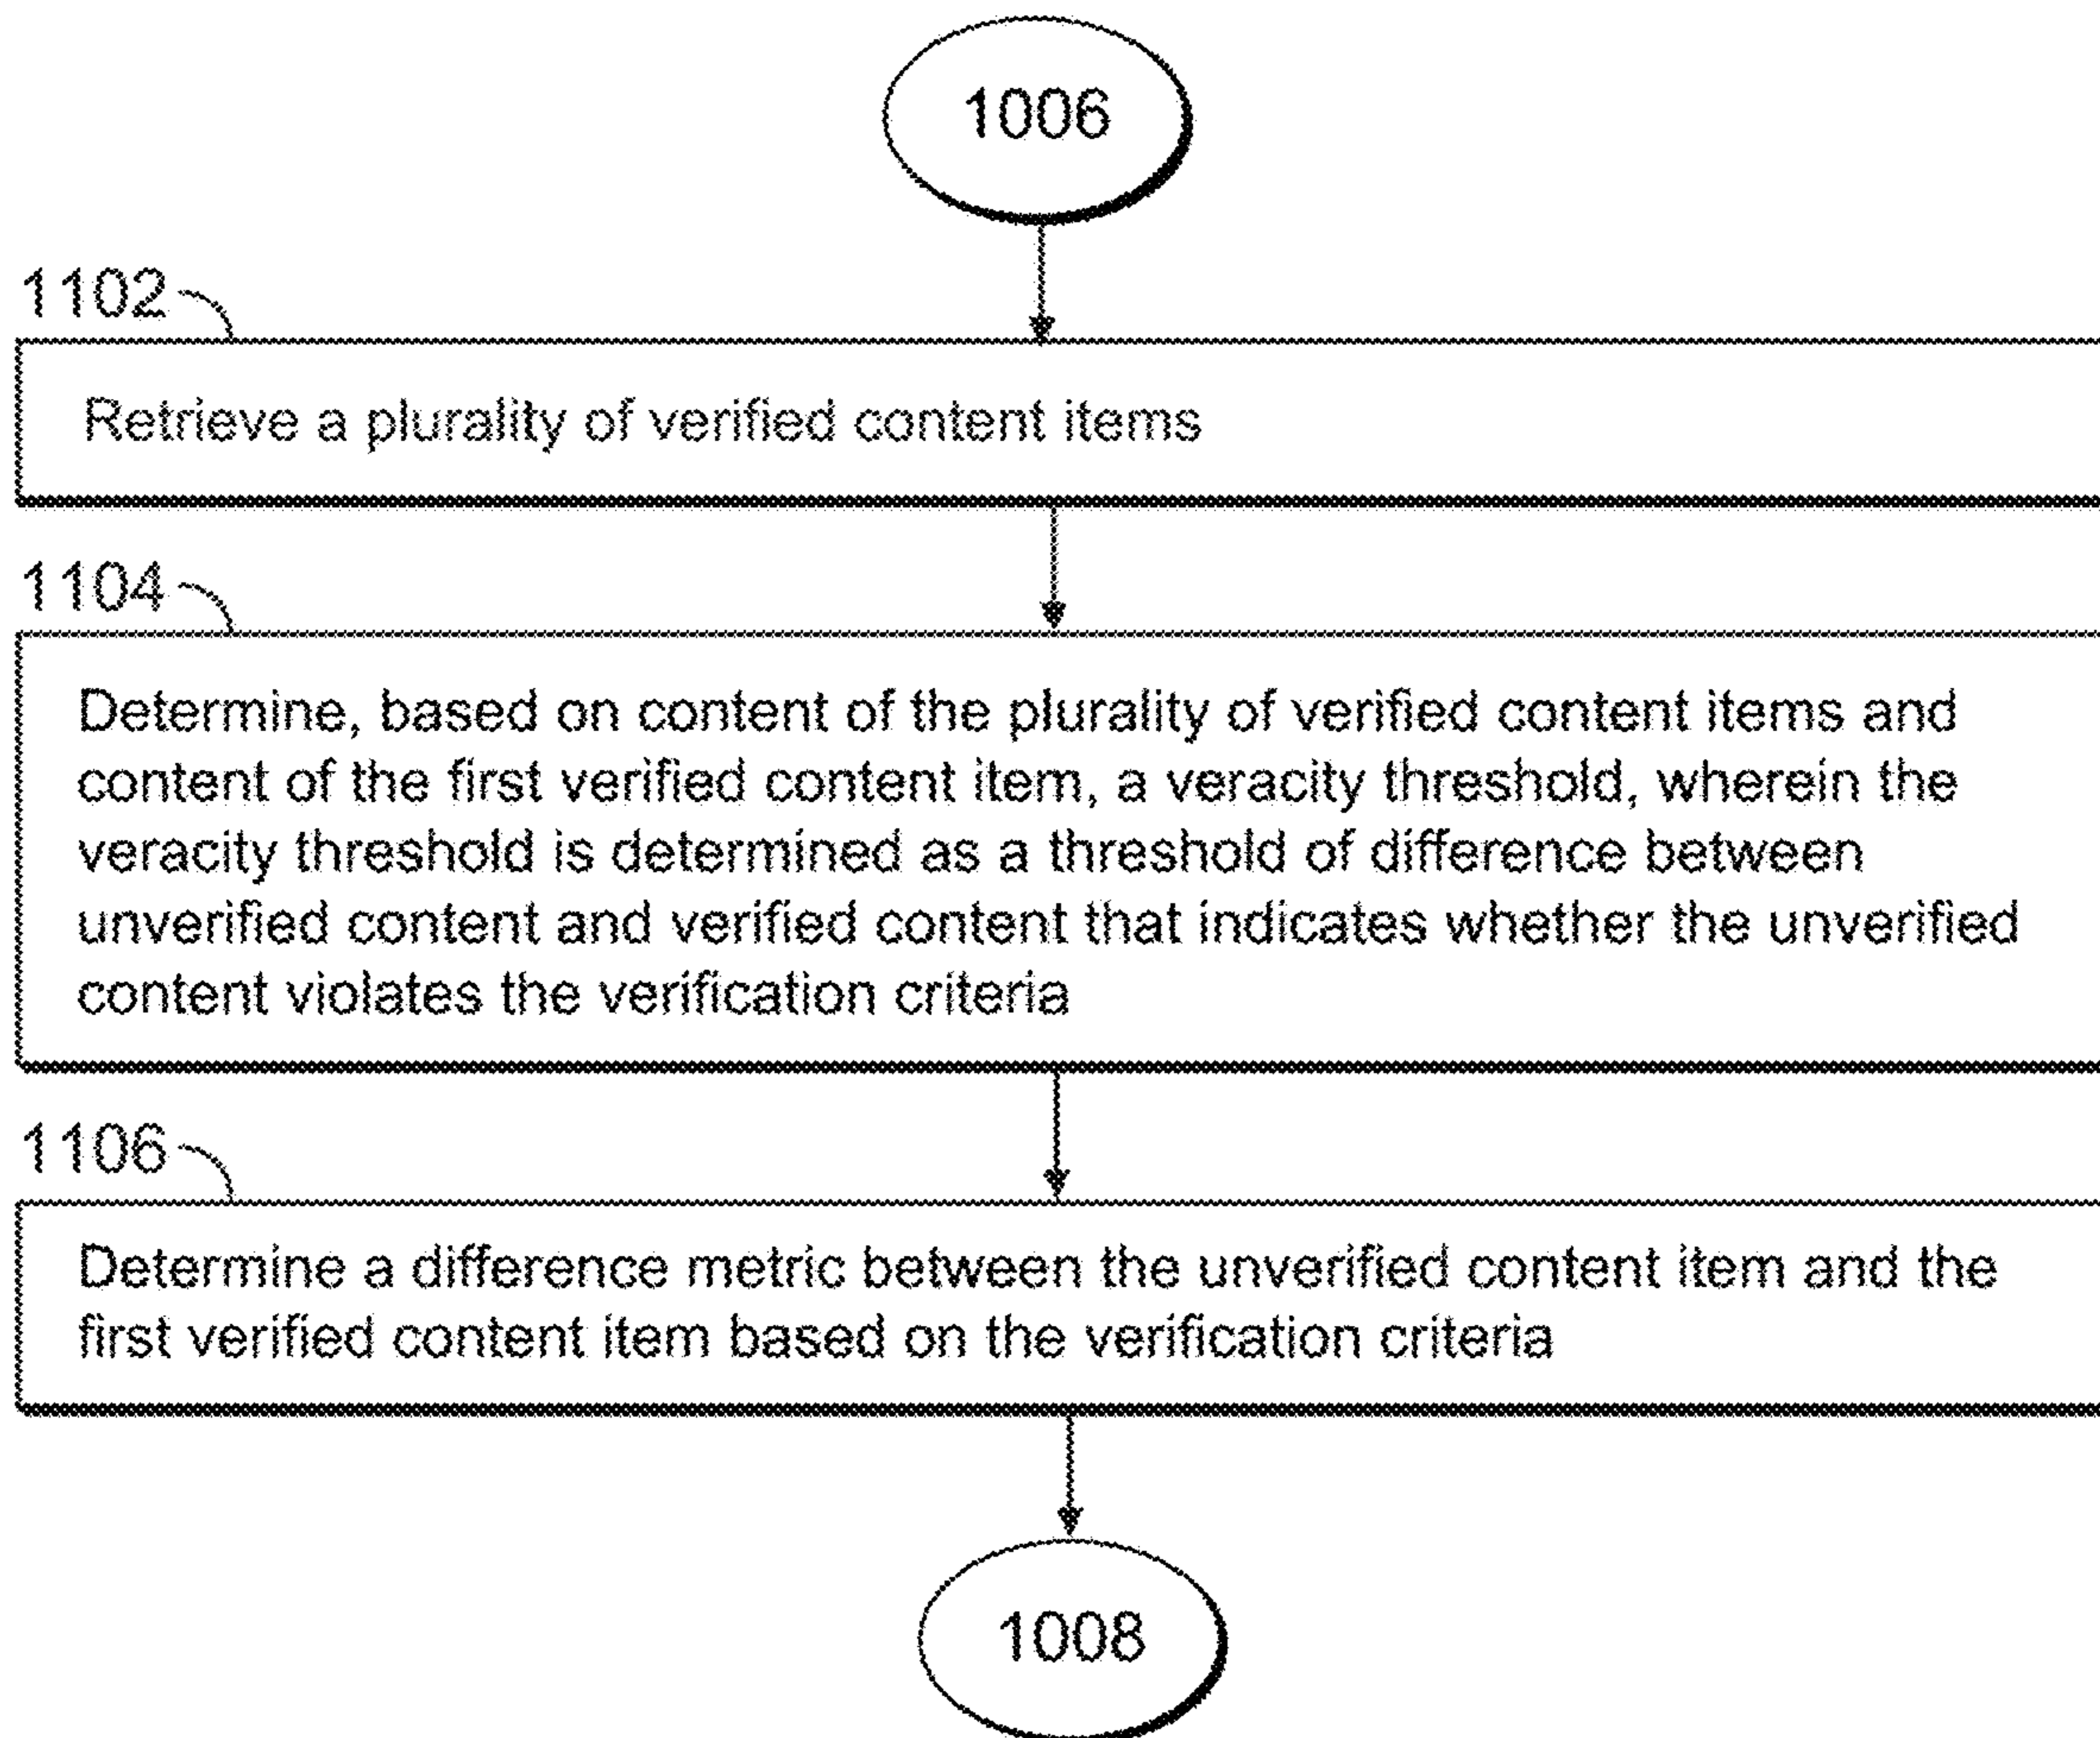 1006
1102
Retrieve a plurality of verified content items
1104
Determine, based on content of the plurality of verified content items and
content of the first verified content item, a veracity threshold, wherein the
veracity threshold is determined as a threshold of difference between
unverified content and verified content that indicates whether the unverified
content violates the verification criteria
1106
Determine a difference metric between the unverified content item and the
first verified content item based on the verification criteria
1008